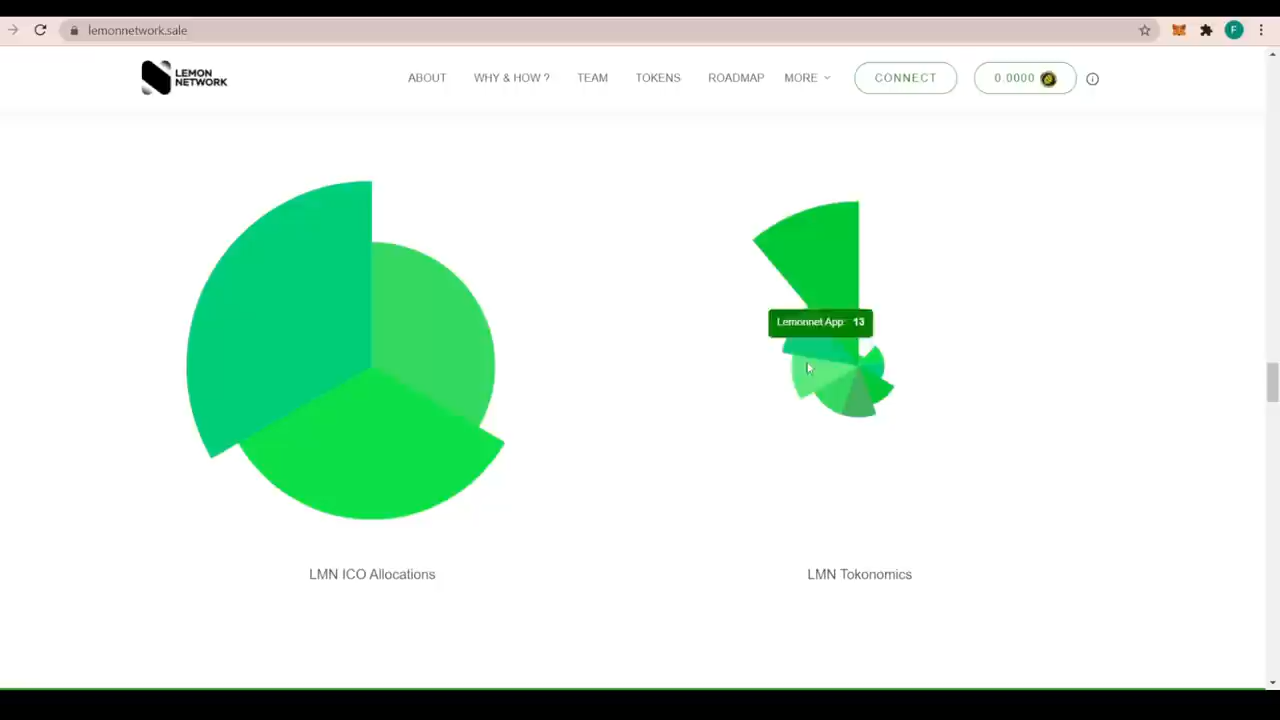 lemonnetwork.sale
F
LEMON
NETWORK
ABOUT WHY & HOW ? TEAM TOKENS ROADMAP MORE CONNECT 0.0000
Lemonnet App: 13
LMN ICO Allocations LMN Tokonomics